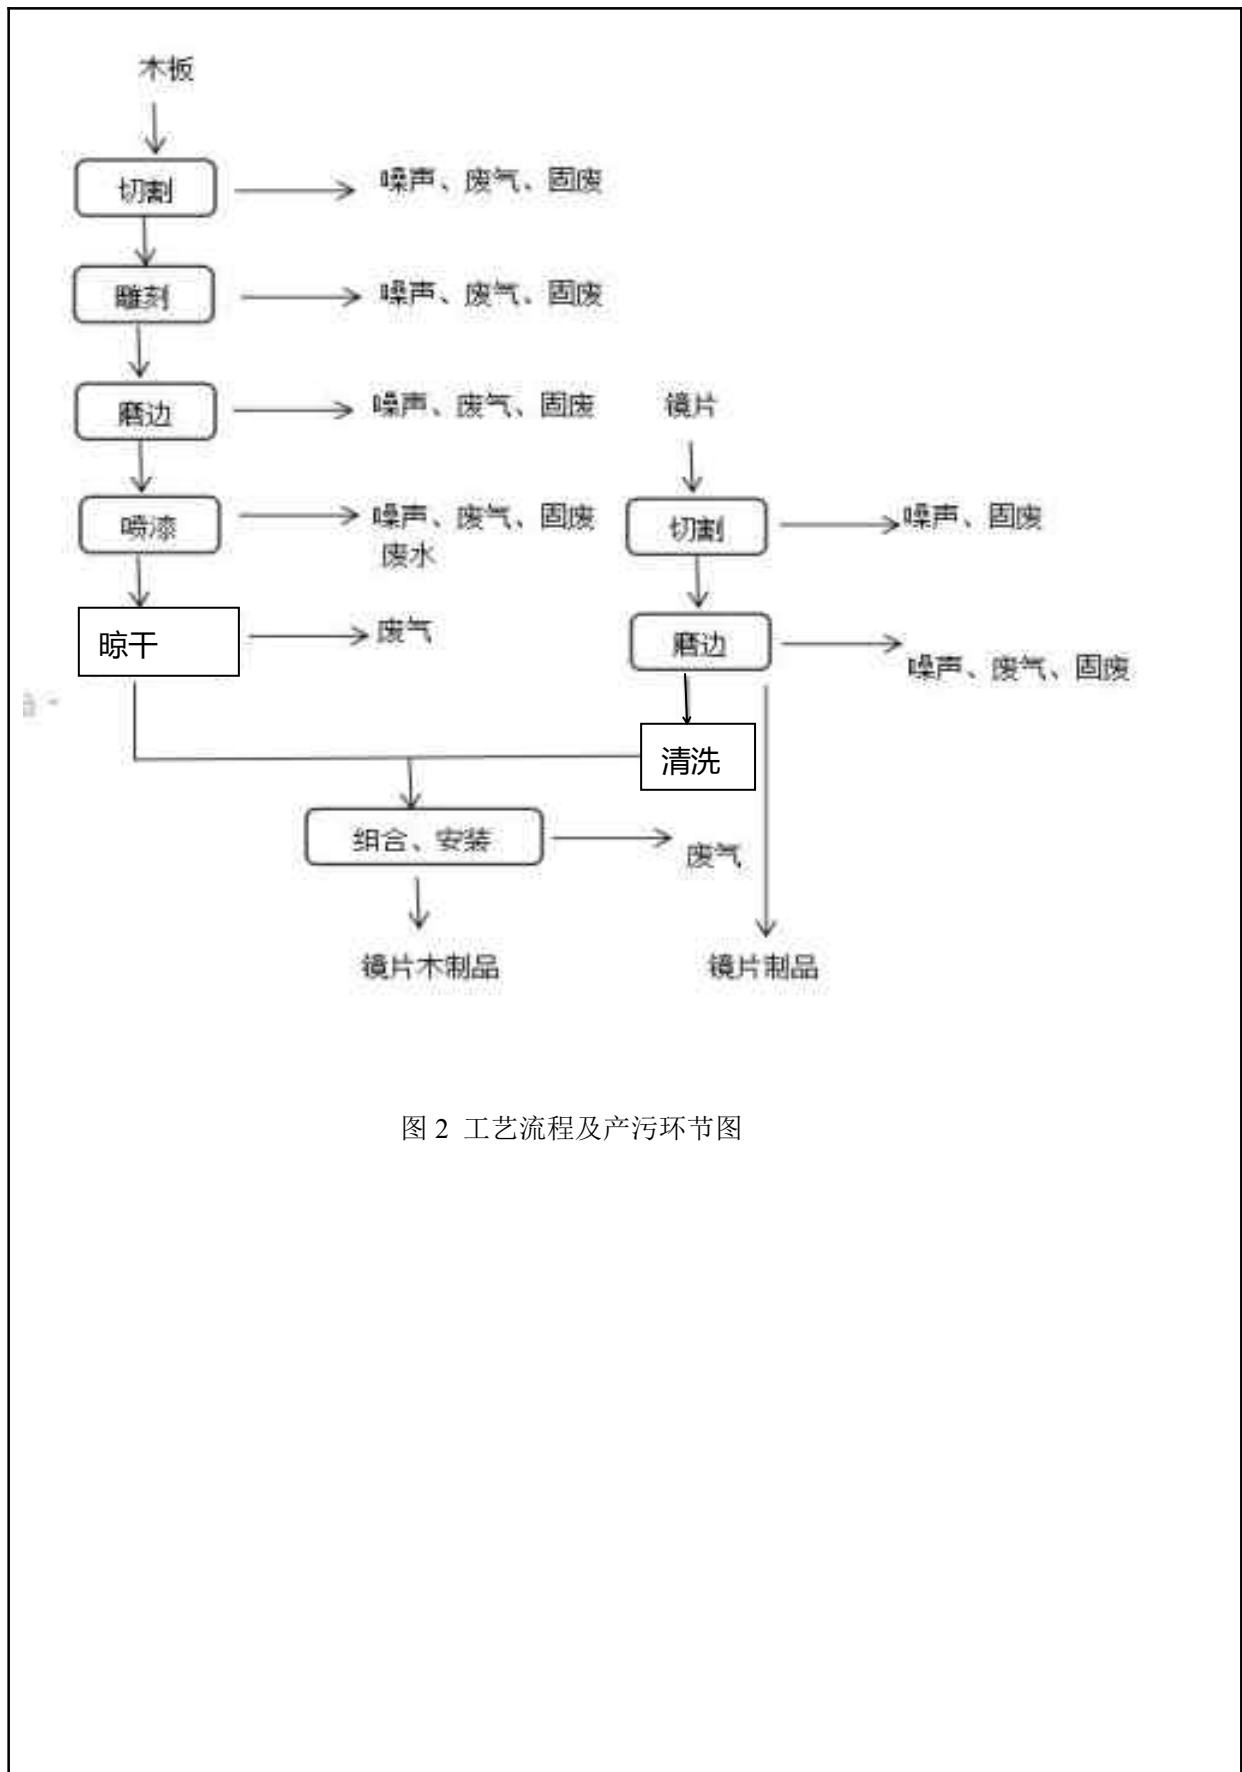 木板
切割
噪声、废气、固废
雕刻
噪声、废气、固废
磨边
噪声、废气、固废
喷漆
噪声、废气、固废
废水
晾干
废气
镜片
切割
噪声、固废
磨边
噪声、废气、固废
清洗
组合、安装
废气
镜片木制品
镜片制品
图 2 工艺流程及产污环节图